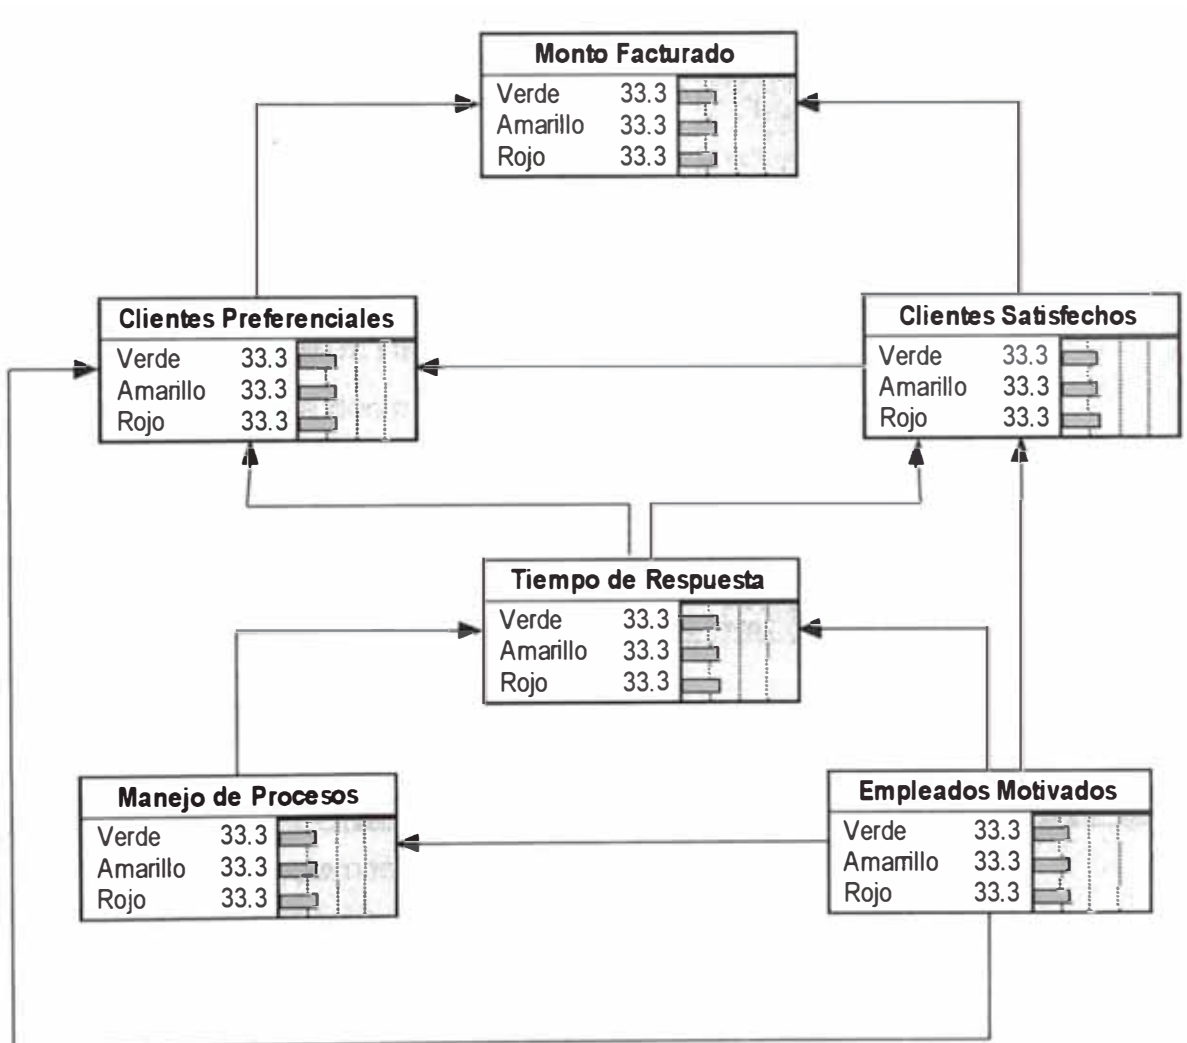 Monto Facturado
Verde 33.3
Amarillo 33.3
Rojo 33.3
Clientes Preferenciales
Verde 33.3
Amarillo 33.3
Rojo 33.3
Clientes Satisfechos
Verde 33.3
Amarillo 33.3
Rojo 33.3
Tiempo de Respuesta
Verde 33.3
Amarillo 33.3
Rojo 33.3
Manejo de Procesos
Verde 33.3
Amarillo 33.3
Rojo 33.3
Empleados Motivados
Verde 33.3
Amarillo 33.3
Rojo 33.3